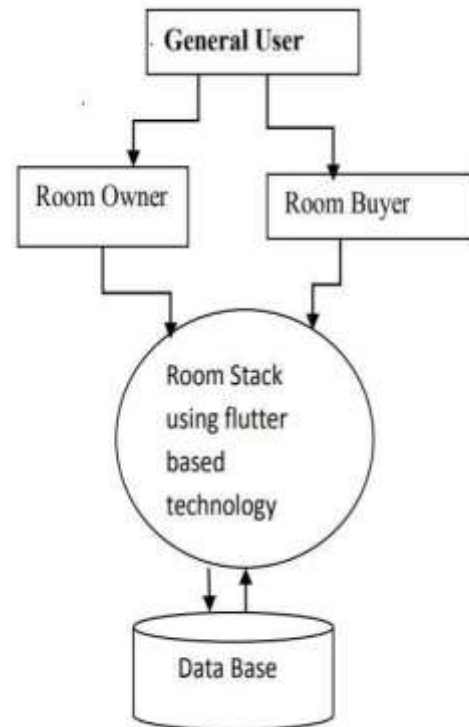 General User
Room Owner
Room Buyer
Room Stack
using flutter
based
technology
Data Base